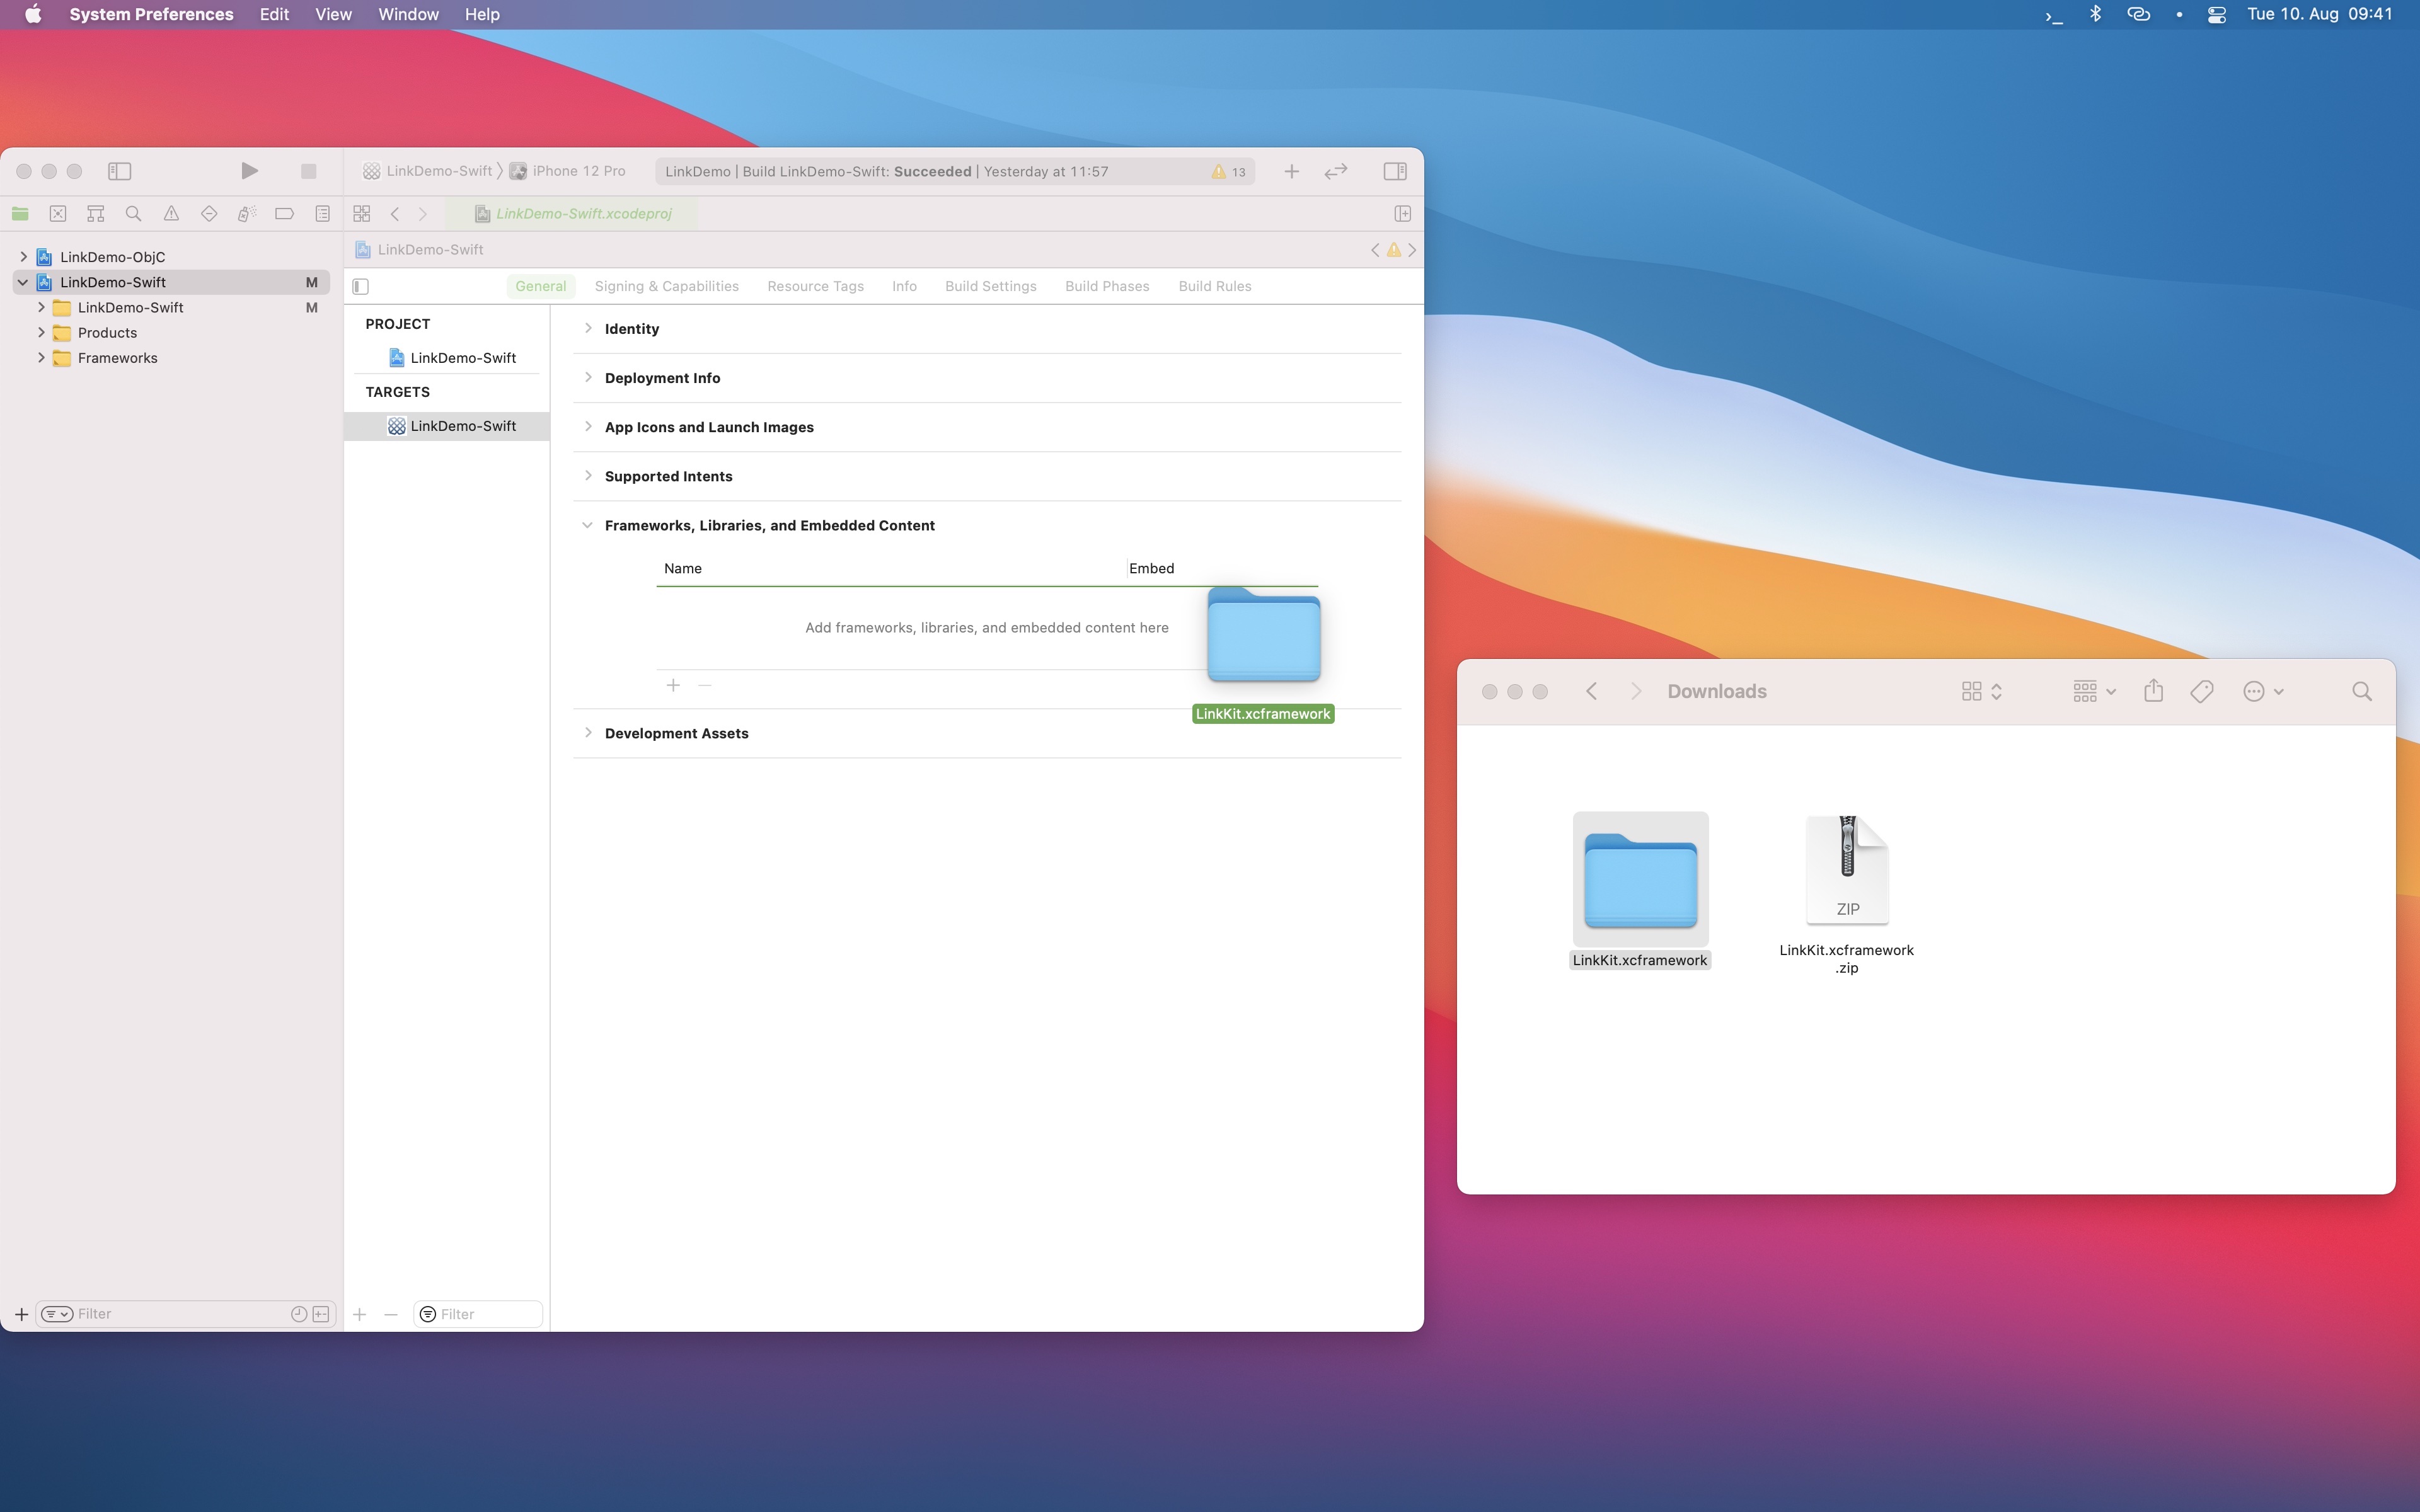 System Preferences Edit View Window Help
Tue 10. Aug 09:41
LinkDemo-Swift iPhone 12 Pro
LinkDemo | Build LinkDemo-Swift: Succeeded | Yesterday at 11:57
13
LinkDemo-Swift.xcodeproj
LinkDemo-Swift
LinkDemo-ObjC
LinkDemo-Swift M
LinkDemo-Swift M
Products
Frameworks
General Signing & Capabilities Resource Tags Info Build Settings Build Phases Build Rules
PROJECT
LinkDemo-Swift
TARGETS
LinkDemo-Swift
Identity
Deployment Info
App Icons and Launch Images
Supported Intents
Frameworks, Libraries, and Embedded Content
Name Embed
Add frameworks, libraries, and embedded content here
LinkKit.xcframework
Development Assets
Filter
Filter
Downloads
ZIP
LinkKit.xcframework
LinkKit.xcframework
.zip